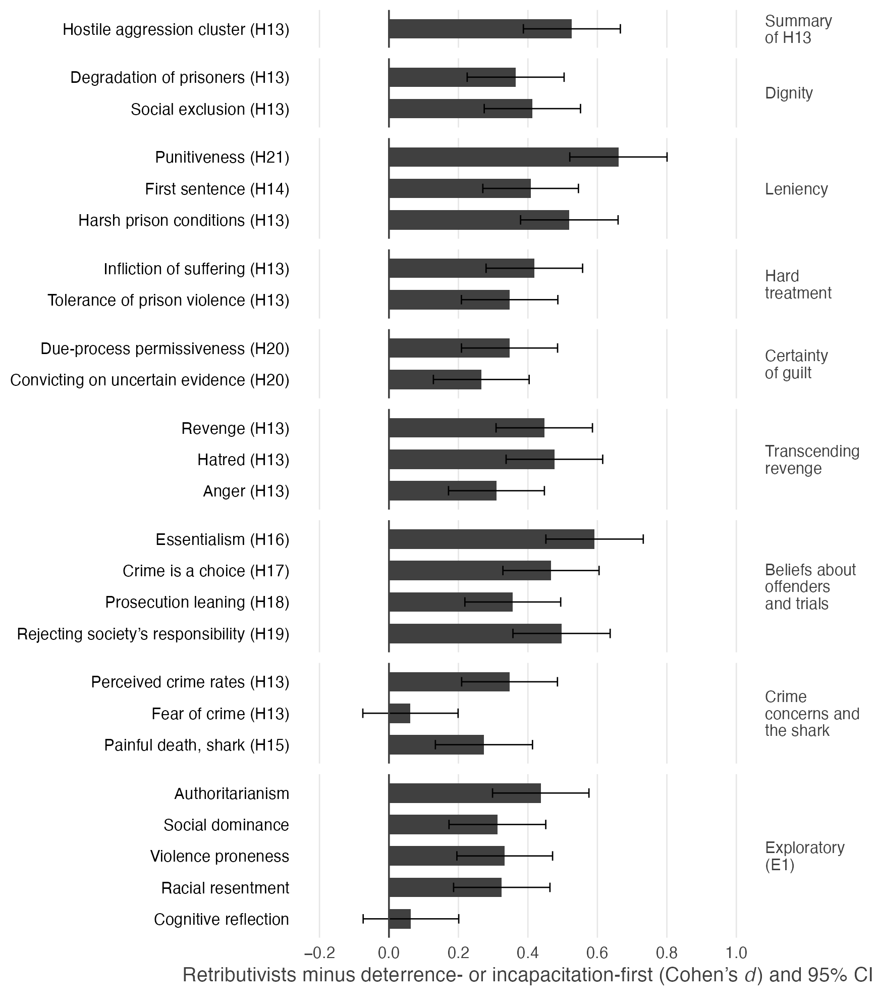 Hostile aggression cluster (H13)
Summary
of H13
Degradation of prisoners (H13)
Social exclusion (H13)
Dignity
Punitiveness (H21)
First sentence (H14)
Harsh prison conditions (H13)
Leniency
Infliction of suffering (H13)
Tolerance of prison violence (H13)
Hard
treatment
Due-process permissiveness (H20)
Convicting on uncertain evidence (H20)
Certainty
of guilt
Revenge (H13)
Hatred (H13)
Anger (H13)
Transcending
revenge
Essentialism (H16)
Crime is a choice (H17)
Prosecution leaning (H18)
Rejecting society’s responsibility (H19)
Beliefs about
offenders
and trials
Perceived crime rates (H13)
Fear of crime (H13)
Painful death, shark (H15)
Crime
concerns and
the shark
Authoritarianism
Social dominance
Violence proneness
Racial resentment
Cognitive reflection
Exploratory
(E1)
−0.2 0.0 0.2 0.4 0.6 0.8 1.0
Retributivists minus deterrence- or incapacitation-first (Cohen’s d) and 95% CI